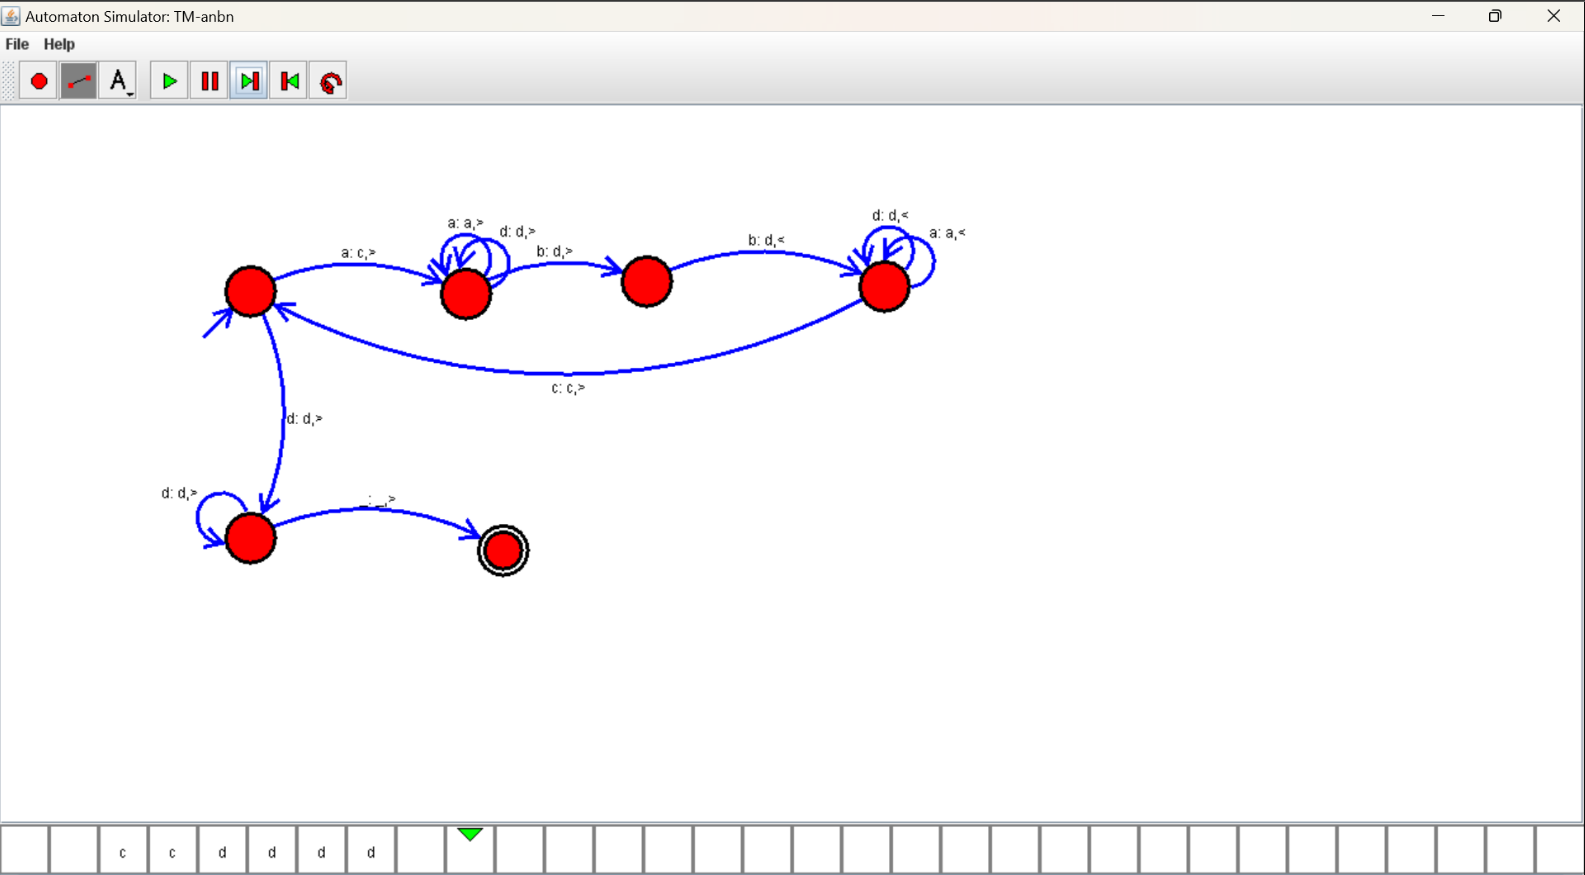 Automaton Simulator: TM-anbn
File Help
A
d: d,<
a: a,>
d: d,>
a: a,<
b: d,<
b: d,>
a: c,>
c: c,>
d: d,>
d: d,>
_: _,>
c c d d d d